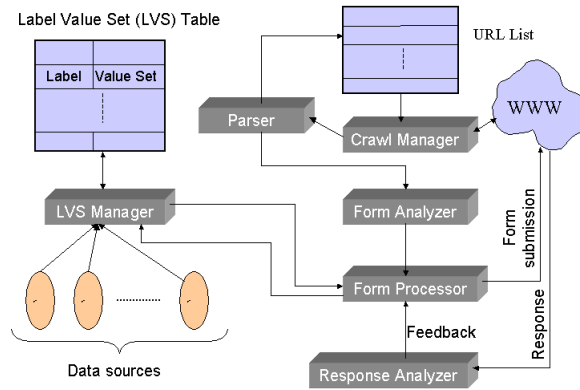 Label Value Set (LVS) Table
URL List
Label
Value Set
WWW
Parser
Crawl Manager
LVS Manager
Form Analyzer
Form
submission
Form Processor
Response
Feedback
Data sources
Response Analyzer